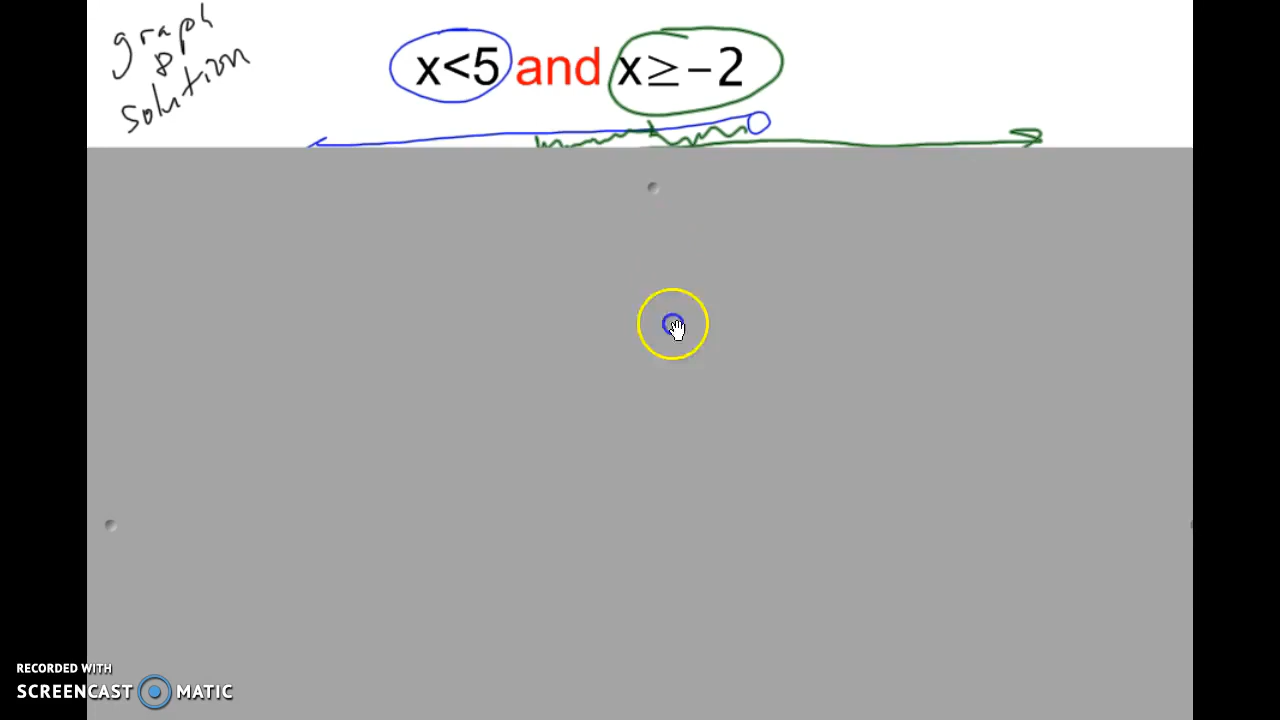 graph
&
solution
x<5 and x≥-2
RECORDED WITH
SCREENCAST MATIC